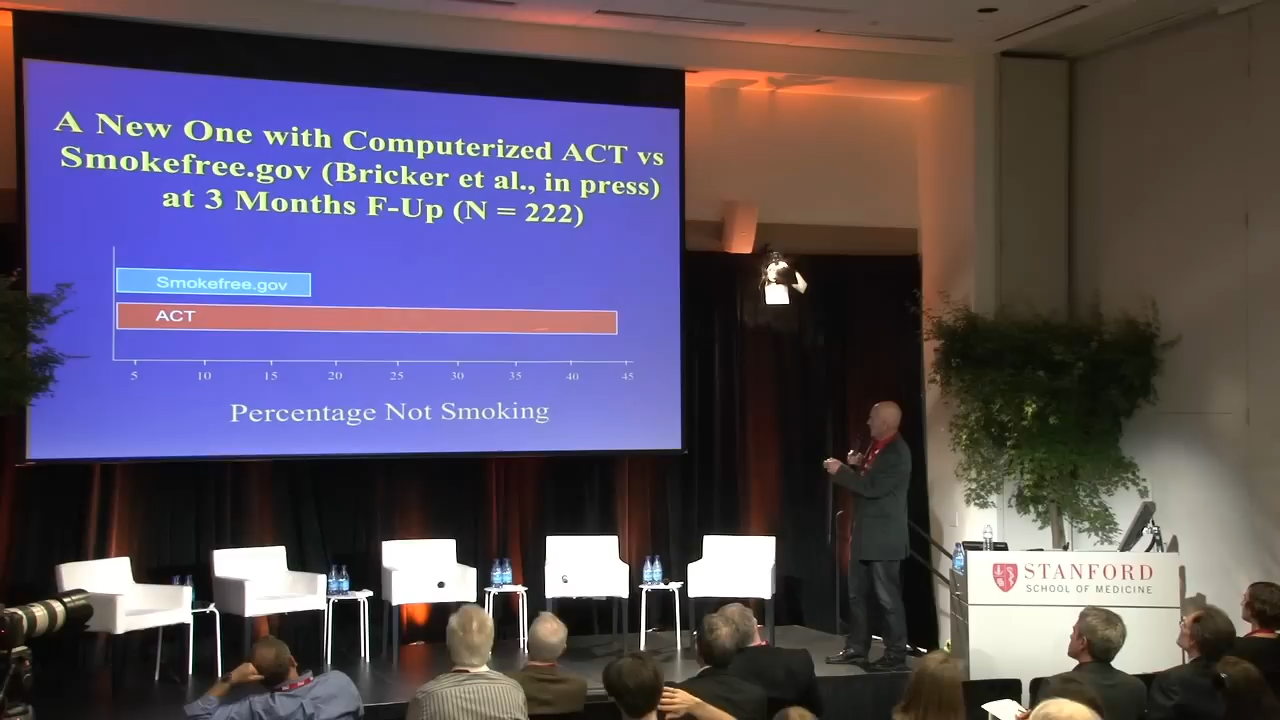 A New One with Computerized ACT vs
Smokefree.gov (Bricker et al., in press)
at 3 Months F-Up (N = 222)
Smokefree.gov
ACT
5 10 15 20 25 30 35 40 45
Percentage Not Smoking
STANFORD
SCHOOL OF MEDICINE